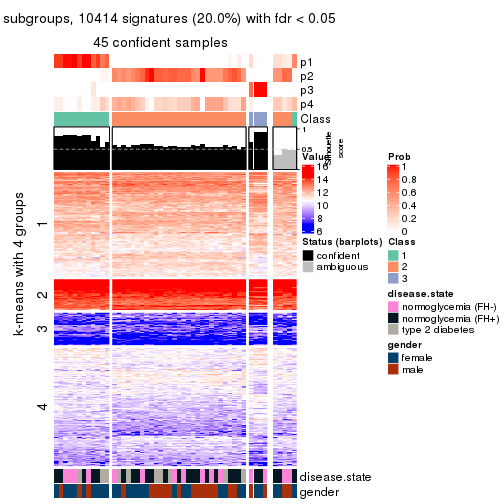 subgroups, 10414 signatures (20.0%) with fdr < 0.05
45 confident samples
p1
p2
p3
p4
Class
1
0.5
0
Silhouette
score
k-means with 4 groups
1
2
3
4
disease.state
gender
Value
16
14
12
10
8
6
Prob
1
0.8
0.6
0.4
0.2
0
Status (barplots)
confident
ambiguous
Class
1
2
3
disease.state
normoglycemia (FH-)
normoglycemia (FH+)
type 2 diabetes
gender
female
male